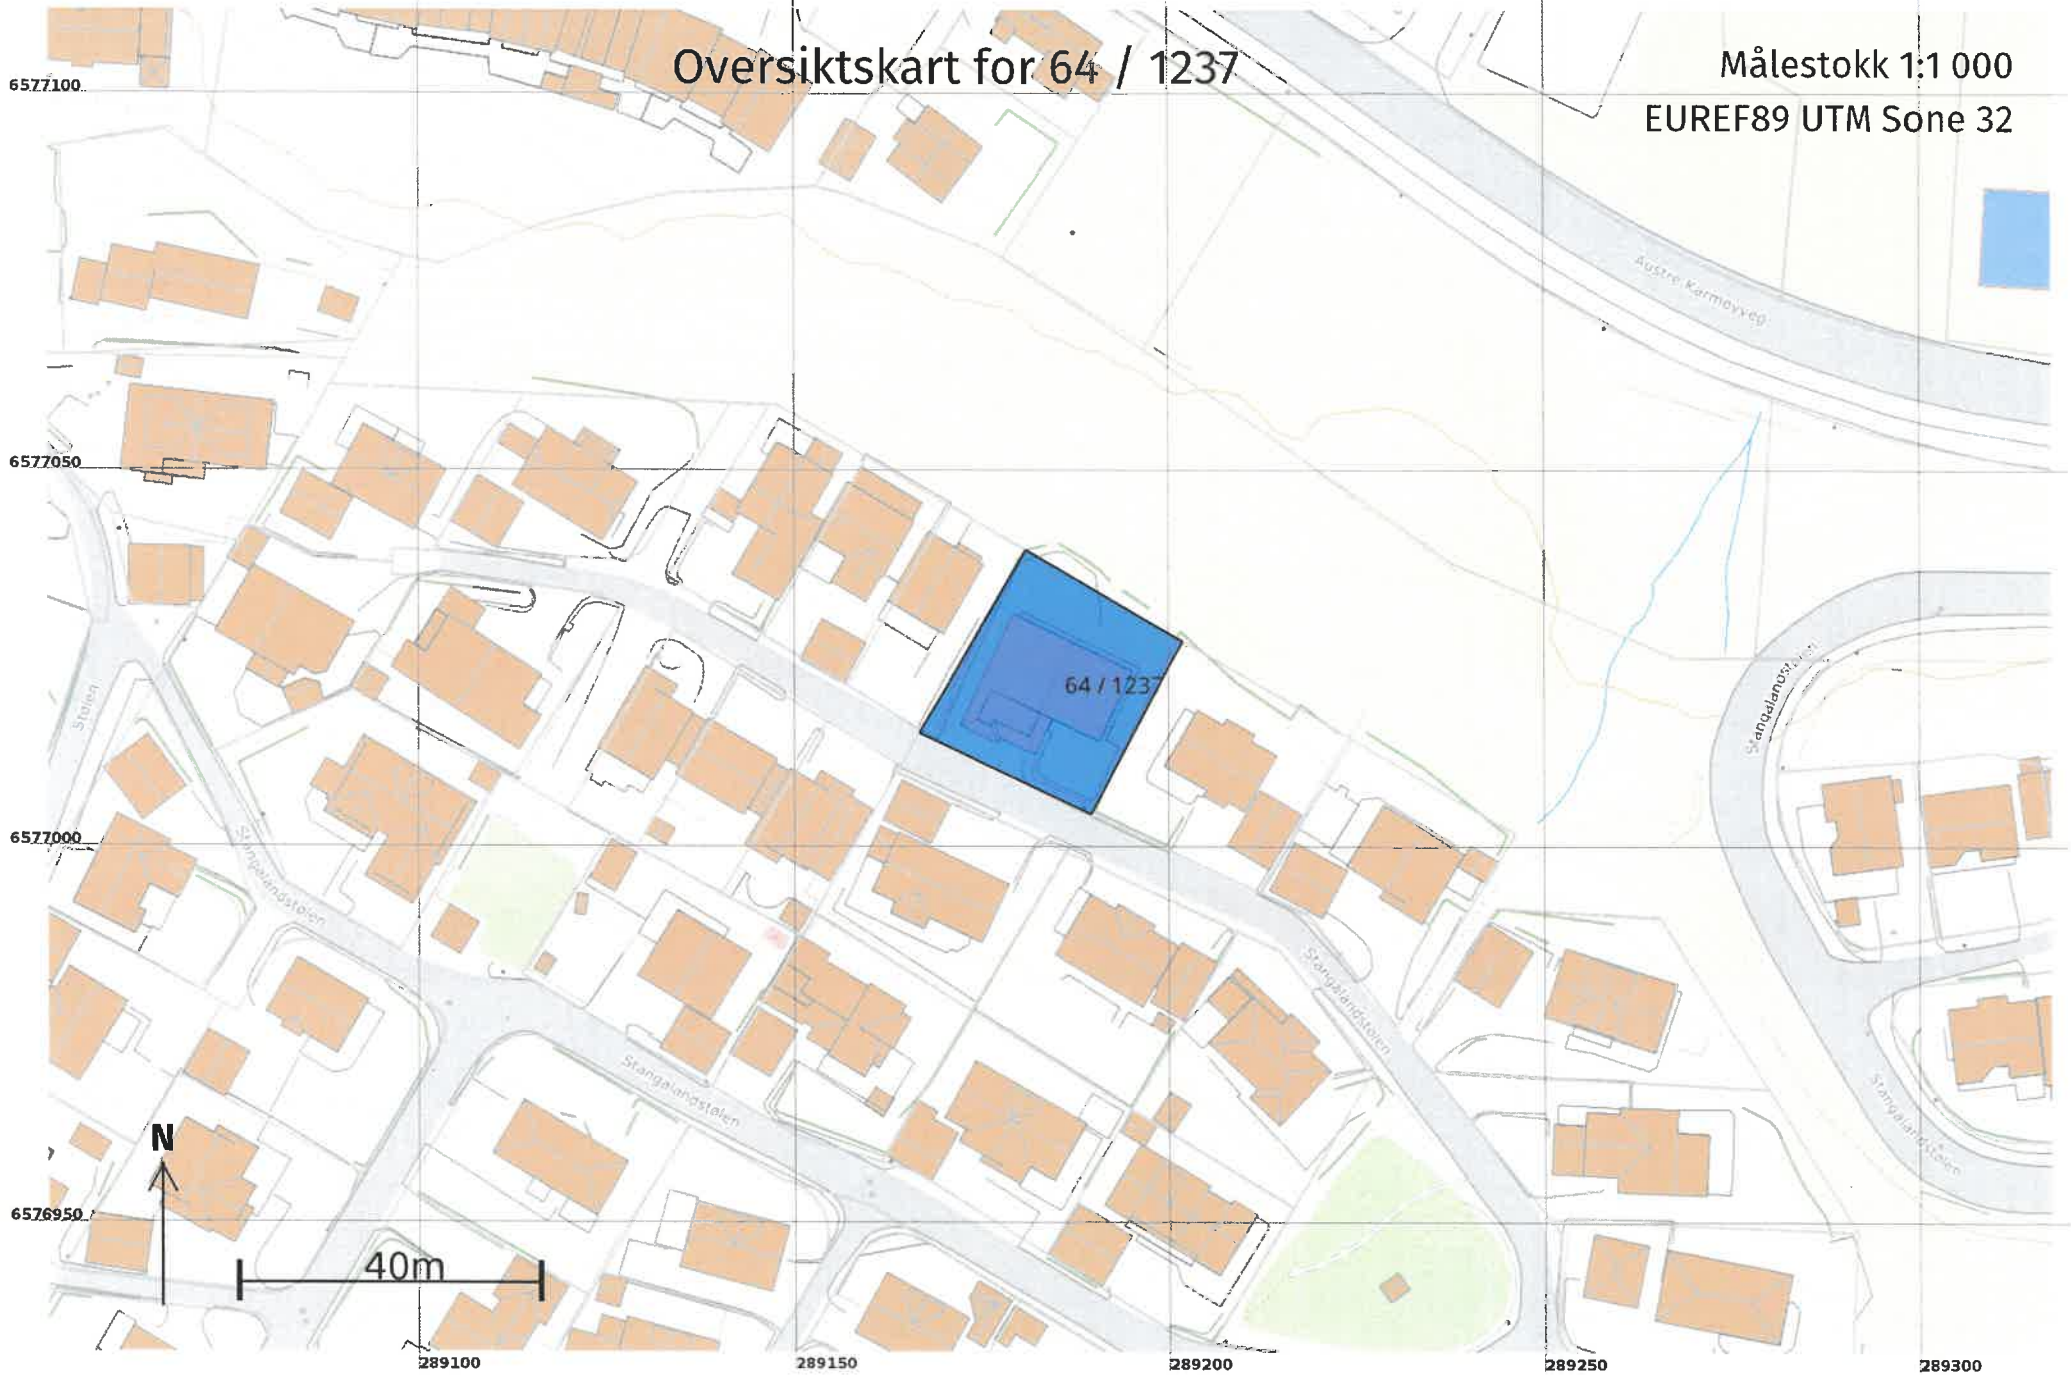 Oversiktskart for 64 / 1237
Målestokk 1:1 000
EUREF89 UTM Sone 32
6577100
Austre Karmøyveg
6577050
64 / 1237
Stølen
Stangalandstølen
6577000
Stangalandstølen
Stangalandstølen
Stangalandstølen
Stangalandstølen
N
6576950
40m
289100
289150
289200
289250
289300